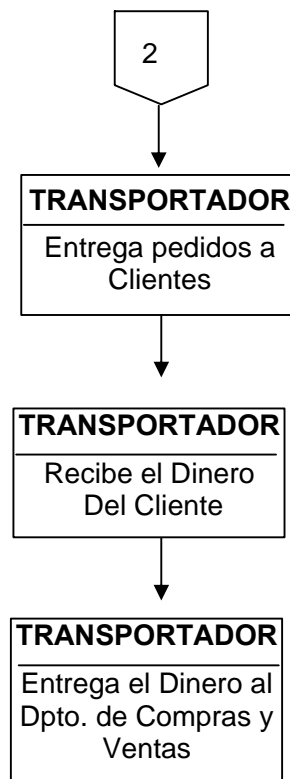 2
TRANSPORTADOR
Entrega pedidos a
Clientes
TRANSPORTADOR
Recibe el Dinero
Del Cliente
TRANSPORTADOR
Entrega el Dinero al
Dpto. de Compras y
Ventas